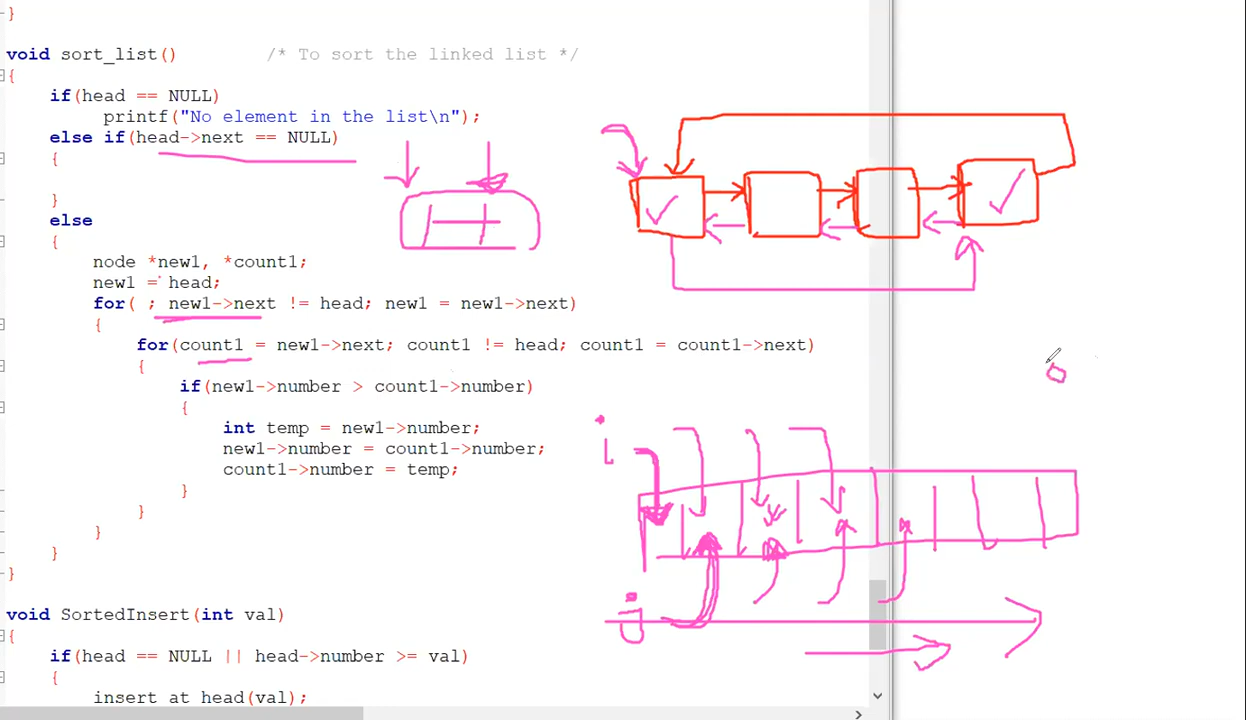 }
void sort_list() /* To sort the linked list */
{
if(head == NULL)
printf("No element in the list\n");
else if(head->next == NULL)
{
}
else
{
node *new1, *count1;
new1 = head;
for( ; new1->next != head; new1 = new1->next)
{
for(count1 = new1->next; count1 != head; count1 = count1->next)
{
if(new1->number > count1->number)
{
int temp = new1->number;
new1->number = count1->number;
count1->number = temp;
}
}
}
}
}
i
j
void SortedInsert(int val)
{
if(head == NULL || head->number >= val)
{
insert_at_head(val);